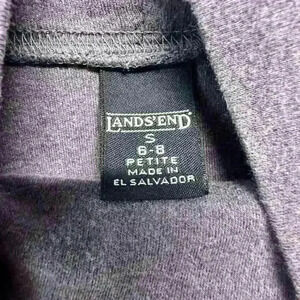 LANDS' END
S
6-8
PETITE
MADE IN
EL SALVADOR